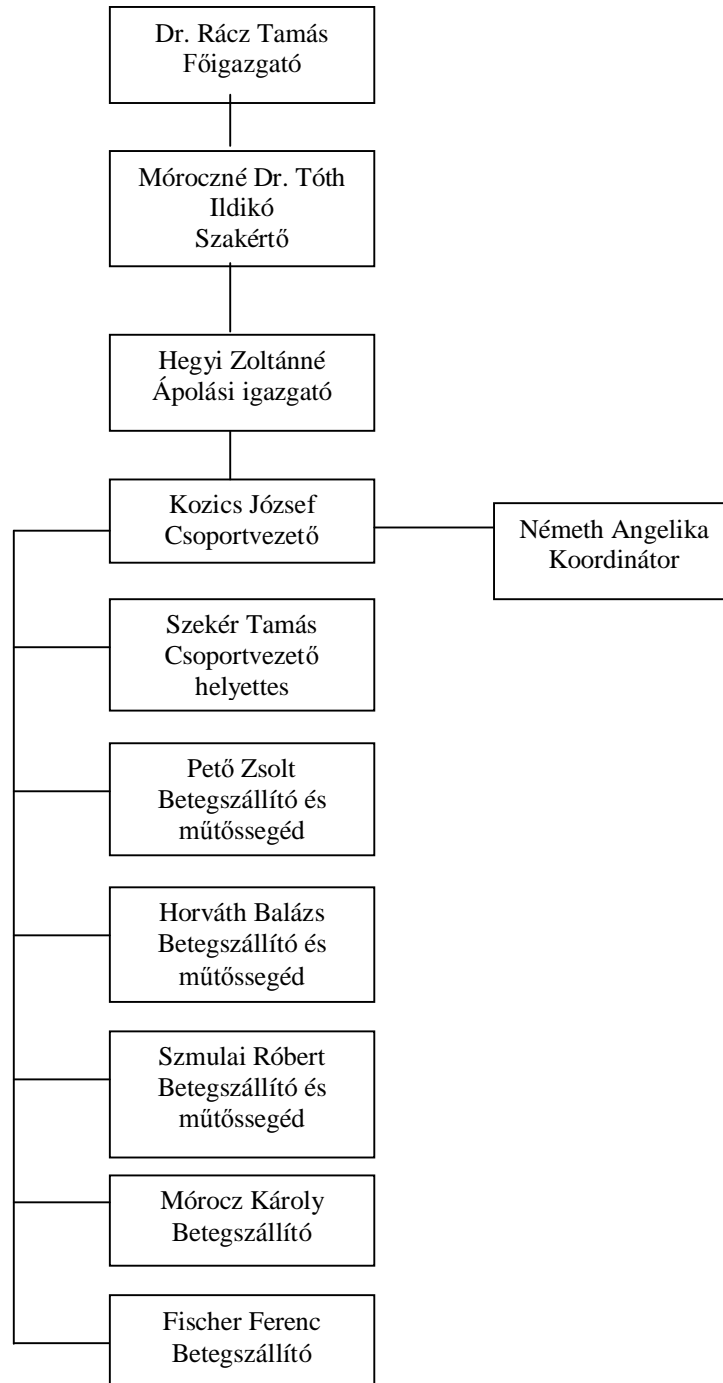 Dr. Rácz Tamás
Főigazgató
Móroczné Dr. Tóth
Ildikó
Szakértő
Hegyi Zoltánné
Ápolási igazgató
Kozics József
Csoportvezető
Németh Angelika
Koordinátor
Szekér Tamás
Csoportvezető
helyettes
Pető Zsolt
Betegszállító és
műtőssegéd
Horváth Balázs
Betegszállító és
műtőssegéd
Szmulai Róbert
Betegszállító és
műtőssegéd
Mórocz Károly
Betegszállító
Fischer Ferenc
Betegszállító